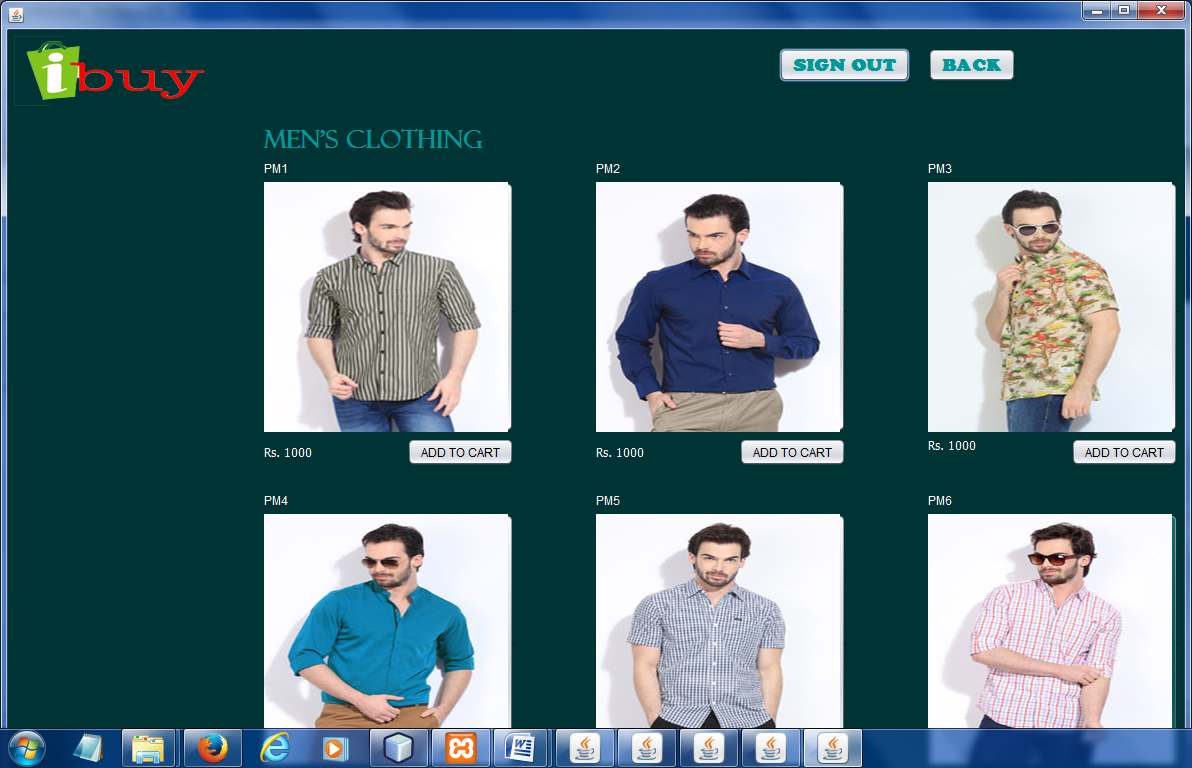 ibuy
SIGN OUT BACK
MEN'S CLOTHING
PM1 PM2 PM3
Rs. 1000 ADD TO CART Rs. 1000 ADD TO CART Rs. 1000 ADD TO CART
PM4 PM5 PM6